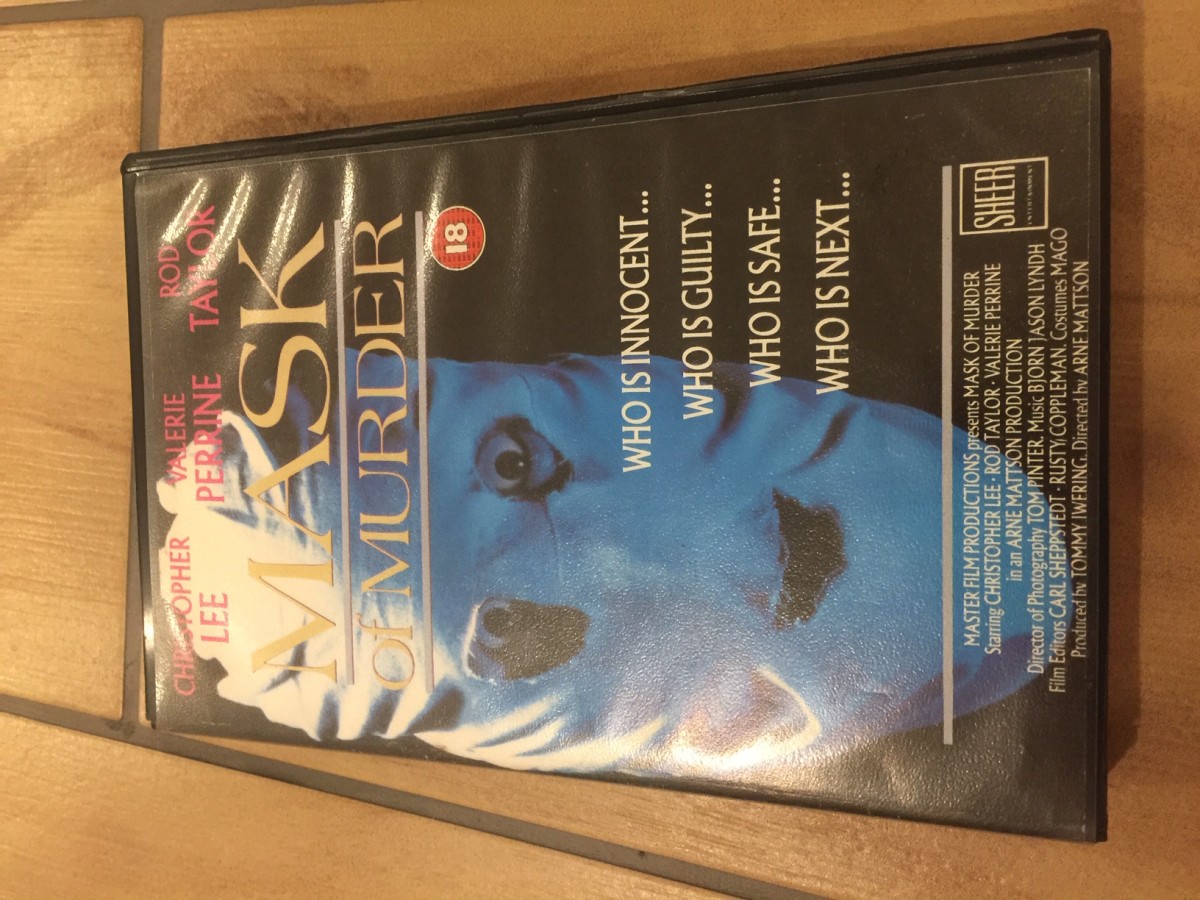 CHRISTOPHER LEE
VALERIE PERRINE
ROD TAYLOR
MASK
of MURDER
18
WHO IS INNOCENT...
WHO IS GUILTY...
WHO IS SAFE...
WHO IS NEXT...
SHEER
ENTERTAINMENT
MASTER FILM PRODUCTIONS presents MASK OF MURDER
Starring CHRISTOPHER LEE · ROD TAYLOR · VALERIE PERRINE
in an ARNE MATTSON PRODUCTION
Director of Photography TOM PINTER. Music BJORN JASON LYNDH
Film Editors CARL SHEPPSTEDT · RUSTY COPPLEMAN. Costumes MAGO
Produced by TOMMY IWERING. Directed by ARNE MATTSON